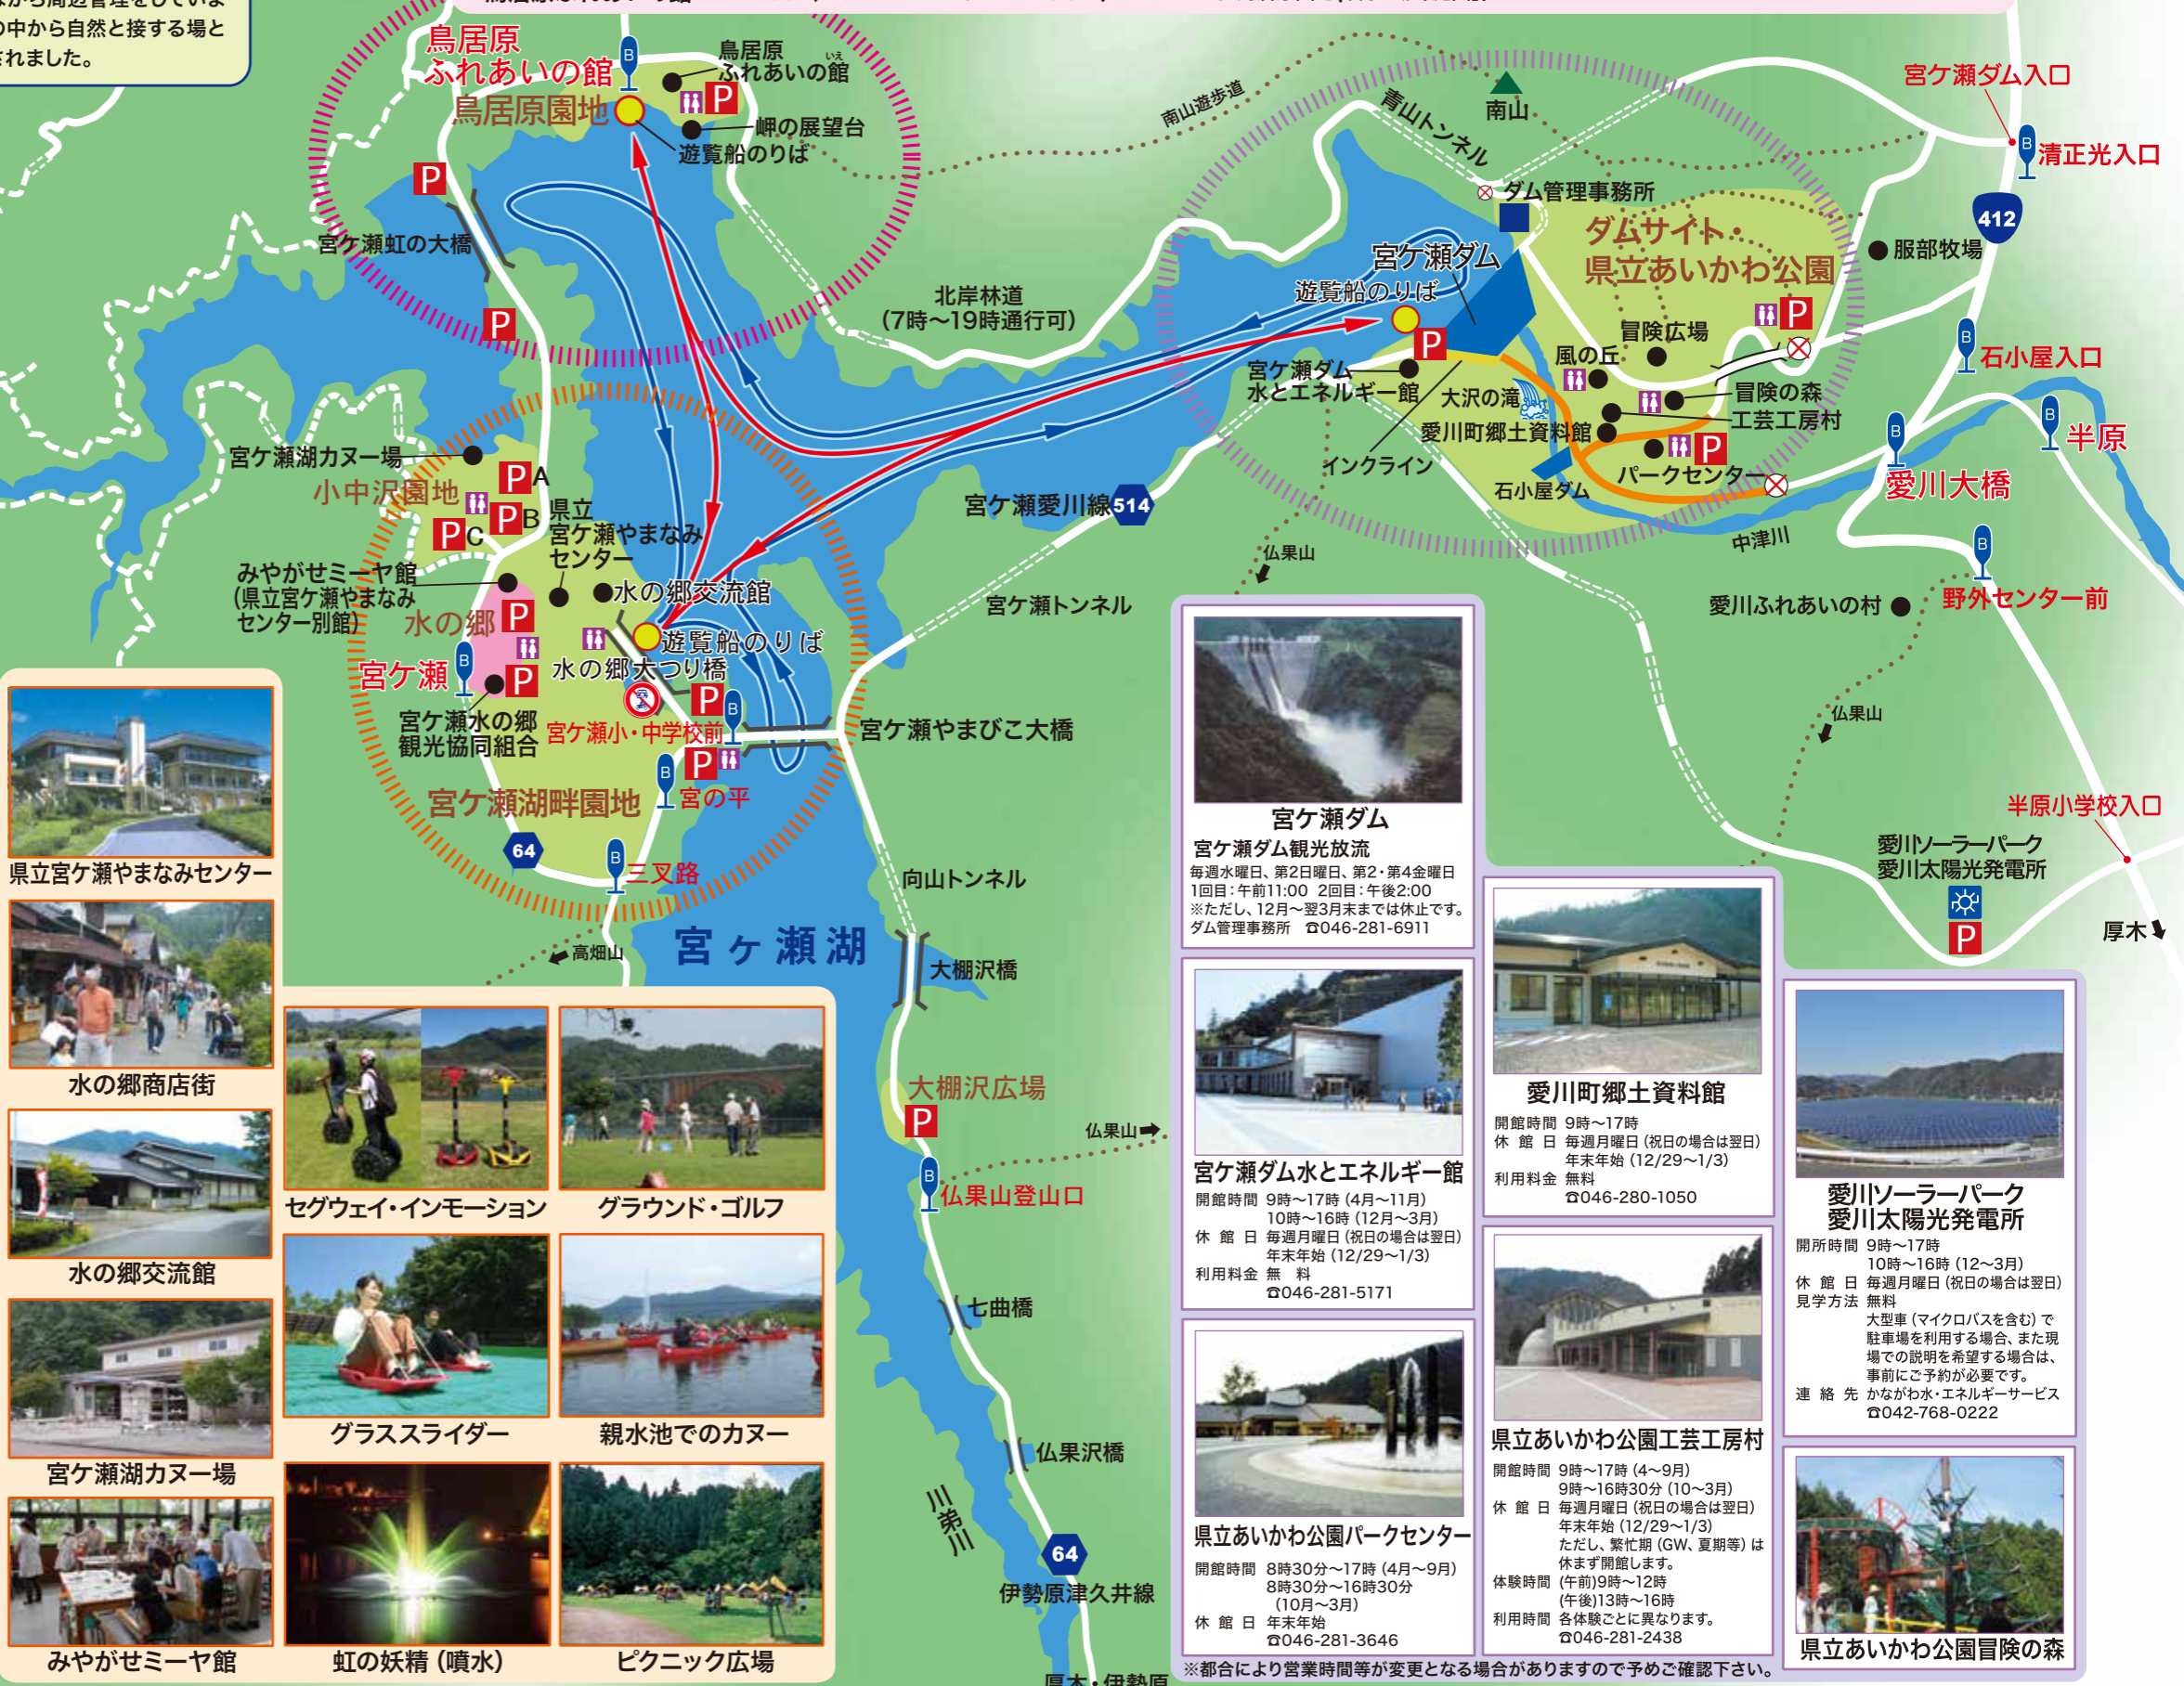 がら周辺管理をしていま
の中から自然と接する場と
されました。
鳥居原
ふれあいの館
鳥居原園地
鳥居原
ふれあいの館
いえ
岬の展望台
遊覧船のりば
P
P
P
宮ケ瀬虹の大橋
南山遊歩道
南山
青山トンネル
ダム管理事務所
宮ケ瀬ダム入口
清正光入口
412
服部牧場
ダムサイト・
県立あいかわ公園
宮ケ瀬ダム
遊覧船のりば
北岸林道
(7時〜19時通行可)
冒険広場
風の丘
P
P
石小屋入口
宮ケ瀬ダム
水とエネルギー館
大沢の滝
冒険の森
工芸工房村
愛川町郷土資料館
インクライン
石小屋ダム
パークセンター
P
半原
愛川大橋
中津川
宮ケ瀬愛川線
514
仏果山
宮ケ瀬トンネル
愛川ふれあいの村
野外センター前
仏果山
半原小学校入口
愛川ソーラーパーク
愛川太陽光発電所
P
厚木
宮ケ瀬湖カヌー場
小中沢園地
P A
P B
P C
県立
宮ケ瀬やまなみ
センター
みやがせミーヤ館
(県立宮ケ瀬やまなみ
センター別館)
水の郷
P
水の郷交流館
遊覧船のりば
水の郷大つり橋
宮ケ瀬
P
宮ケ瀬水の郷
観光協同組合
宮ケ瀬小・中学校前
P
P
宮の平
宮ケ瀬やまびこ大橋
宮ケ瀬湖畔園地
64
三叉路
高畑山
宮ヶ瀬湖
向山トンネル
大棚沢橋
大棚沢広場
P
仏果山
仏果山登山口
七曲橋
仏果沢橋
川弟川
64
伊勢原津久井線
厚木・伊勢原
県立宮ケ瀬やまなみセンター
水の郷商店街
水の郷交流館
宮ケ瀬湖カヌー場
みやがせミーヤ館
セグウェイ・インモーション
グラウンド・ゴルフ
グラススライダー
親水池でのカヌー
虹の妖精(噴水)
ピクニック広場
宮ケ瀬ダム
宮ケ瀬ダム観光放流
毎週水曜日、第2日曜日、第2・第4金曜日
1回目:午前11:00 2回目:午後2:00
※ただし、12月〜翌3月末までは休止です。
ダム管理事務所 ☎046-281-6911
宮ケ瀬ダム水とエネルギー館
開館時間 9時〜17時(4月〜11月)
10時〜16時(12月〜3月)
休館日 毎週月曜日(祝日の場合は翌日)
年末年始(12/29〜1/3)
利用料金 無料
☎046-281-5171
県立あいかわ公園パークセンター
開館時間 8時30分〜17時(4月〜9月)
8時30分〜16時30分
(10月〜3月)
休館日 年末年始
☎046-281-3646
愛川町郷土資料館
開館時間 9時〜17時
休館日 毎週月曜日(祝日の場合は翌日)
年末年始(12/29〜1/3)
利用料金 無料
☎046-280-1050
県立あいかわ公園工芸工房村
開館時間 9時〜17時(4〜9月)
9時〜16時30分(10〜3月)
休館日 毎週月曜日(祝日の場合は翌日)
年末年始(12/29〜1/3)
ただし、繁忙期(GW、夏期等)は
休まず開館します。
体験時間 (午前)9時〜12時
(午後)13時〜16時
利用時間 各体験ごとに異なります。
☎046-281-2438
愛川ソーラーパーク
愛川太陽光発電所
開所時間 9時〜17時
10時〜16時(12〜3月)
休館日 毎週月曜日(祝日の場合は翌日)
見学方法 無料
大型車(マイクロバスを含む)で
駐車場を利用する場合、また現
場での説明を希望する場合は、
事前にご予約が必要です。
連絡先 かながわ水・エネルギーサービス
☎042-768-0222
県立あいかわ公園冒険の森
※都合により営業時間等が変更となる場合がありますので予めご確認下さい。